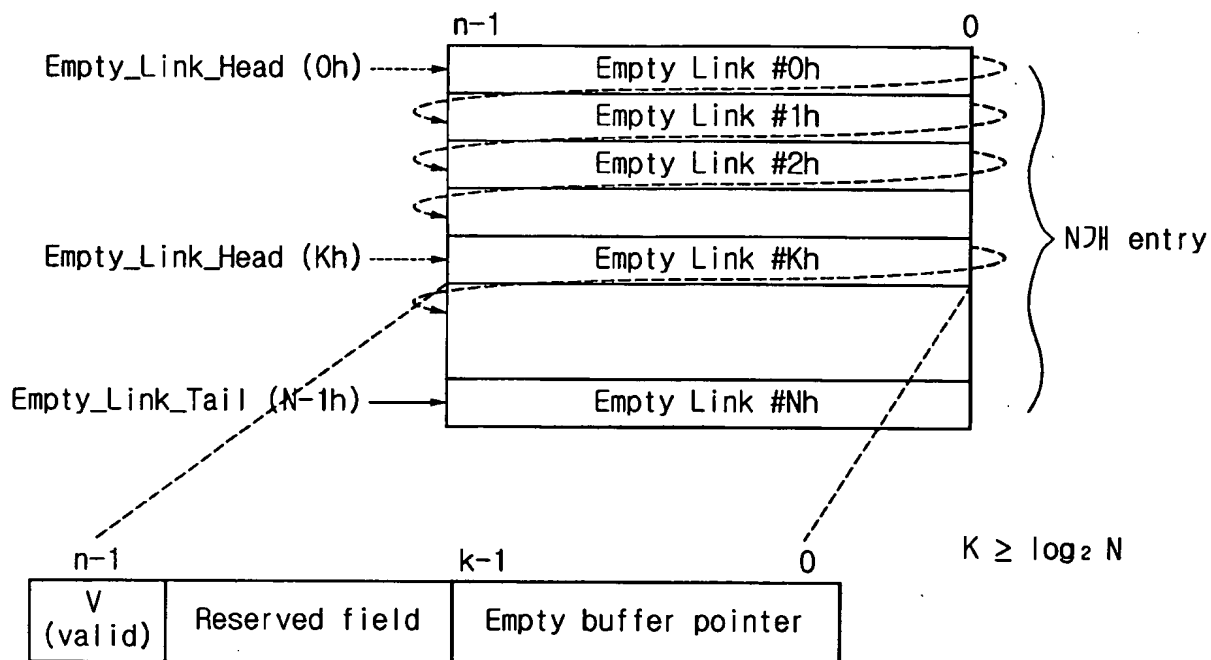 n-1 0
Empty_Link_Head (0h) Empty Link #0h
Empty Link #1h
Empty Link #2h
Empty_Link_Head (Kh) Empty Link #Kh
N개 entry
Empty_Link_Tail (N-1h) Empty Link #Nh
n-1 k-1 0
K ≥ log₂ N
V
(valid)
Reserved field
Empty buffer pointer